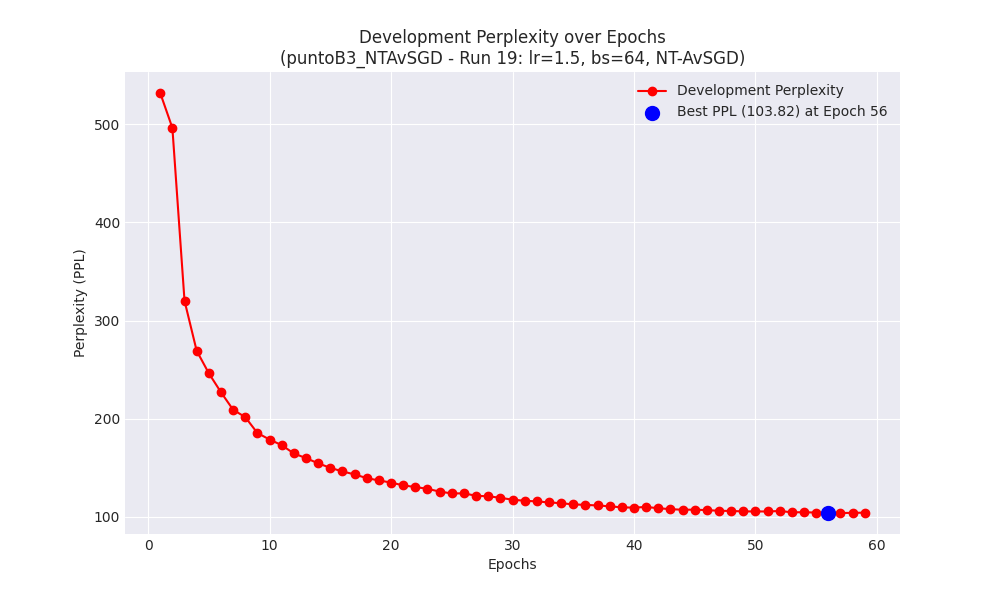 Development Perplexity over Epochs
(puntoB3_NTAvSGD - Run 19: lr=1.5, bs=64, NT-AvSGD)
Development Perplexity
Best PPL (103.82) at Epoch 56
Perplexity (PPL)
500
400
300
200
100
0 10 20 30 40 50 60
Epochs